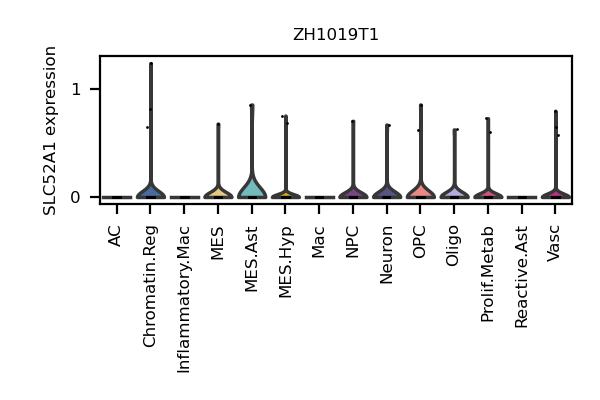 ZH1019T1
SLC52A1 expression
1
0
AC
Chromatin.Reg
Inflammatory.Mac
MES
MES.Ast
MES.Hyp
Mac
NPC
Neuron
OPC
Oligo
Prolif.Metab
Reactive.Ast
Vasc